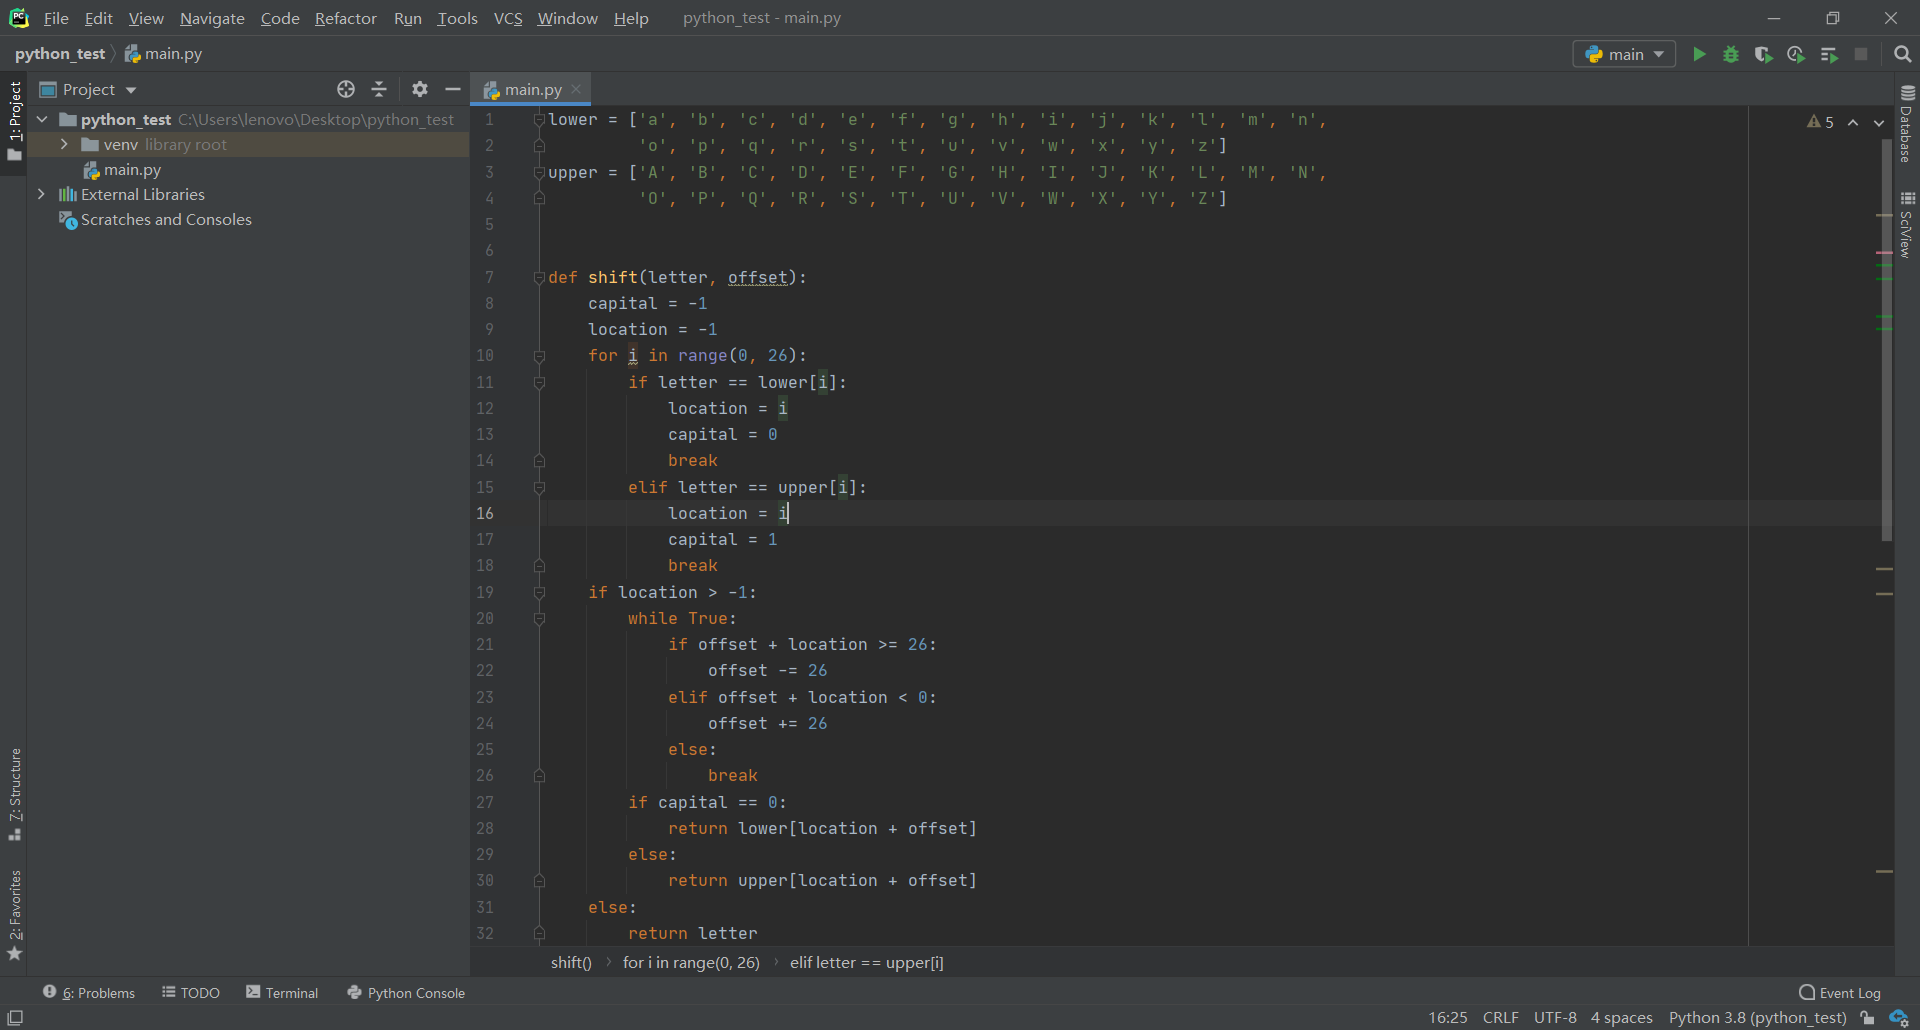 File Edit View Navigate Code Refactor Run Tools VCS Window Help python_test - main.py
python_test main.py main
1: Project
Project
main.py
python_test C:\Users\lenovo\Desktop\python_test
venv library root
main.py
External Libraries
Scratches and Consoles
7: Structure
2: Favorites
1 lower = ['a', 'b', 'c', 'd', 'e', 'f', 'g', 'h', 'i', 'j', 'k', 'l', 'm', 'n',
2 'o', 'p', 'q', 'r', 's', 't', 'u', 'v', 'w', 'x', 'y', 'z']
3 upper = ['A', 'B', 'C', 'D', 'E', 'F', 'G', 'H', 'I', 'J', 'K', 'L', 'M', 'N',
4 'O', 'P', 'Q', 'R', 'S', 'T', 'U', 'V', 'W', 'X', 'Y', 'Z']
5
6
7 def shift(letter, offset):
8 capital = -1
9 location = -1
10 for i in range(0, 26):
11 if letter == lower[i]:
12 location = i
13 capital = 0
14 break
15 elif letter == upper[i]:
16 location = i
17 capital = 1
18 break
19 if location > -1:
20 while True:
21 if offset + location >= 26:
22 offset -= 26
23 elif offset + location < 0:
24 offset += 26
25 else:
26 break
27 if capital == 0:
28 return lower[location + offset]
29 else:
30 return upper[location + offset]
31 else:
32 return letter
5
Database
SciView
shift() for i in range(0, 26) elif letter == upper[i]
6: Problems TODO Terminal Python Console Event Log
16:25 CRLF UTF-8 4 spaces Python 3.8 (python_test)